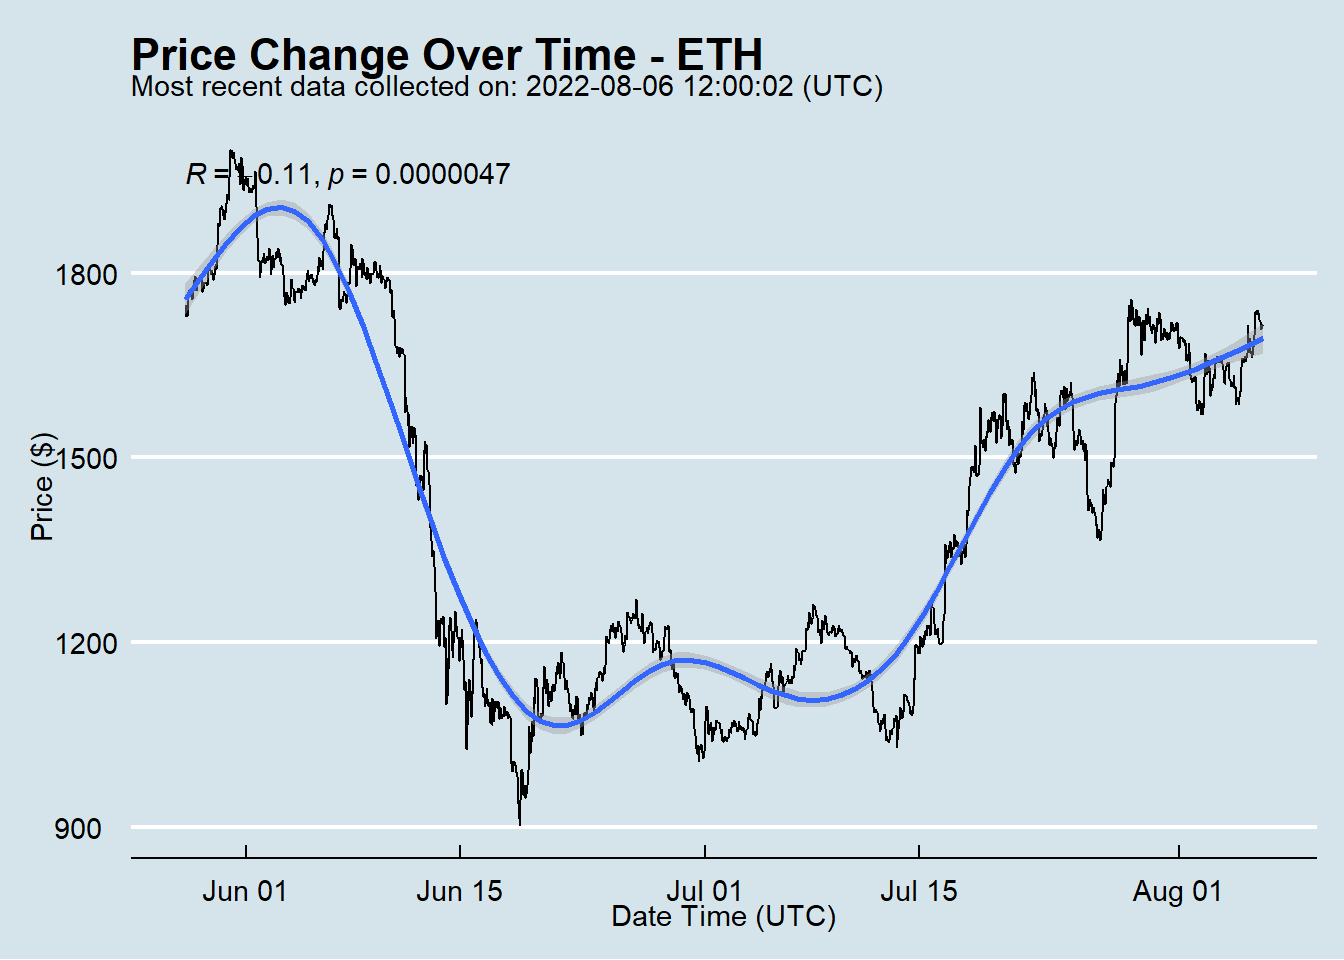 Price Change Over Time - ETH
Most recent data collected on: 2022-08-06 12:00:02 (UTC)
R = −0.11, p = 0.0000047
1800
1500
1200
900
Price ($)
Jun 01
Jun 15
Jul 01
Jul 15
Aug 01
Date Time (UTC)